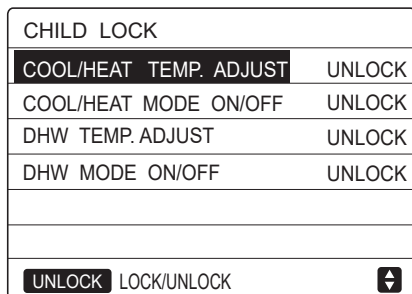 CHILD LOCK
COOL/HEAT TEMP. ADJUST UNLOCK
COOL/HEAT MODE ON/OFF UNLOCK
DHW TEMP. ADJUST UNLOCK
DHW MODE ON/OFF UNLOCK
UNLOCK LOCK/UNLOCK